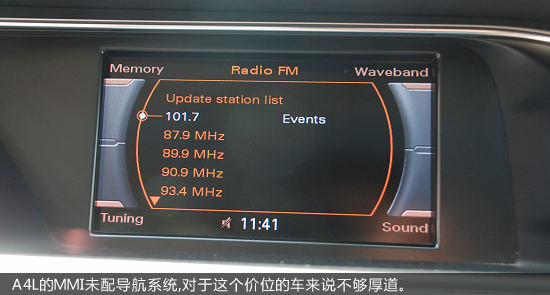 Memory
Radio FM
Waveband
Update station list
101.7 Events
87.9 MHz
89.9 MHz
90.9 MHz
93.4 MHz
Tuning
11:41
Sound
A4L的MMI未配导航系统,对于这个价位的车来说不够厚道。